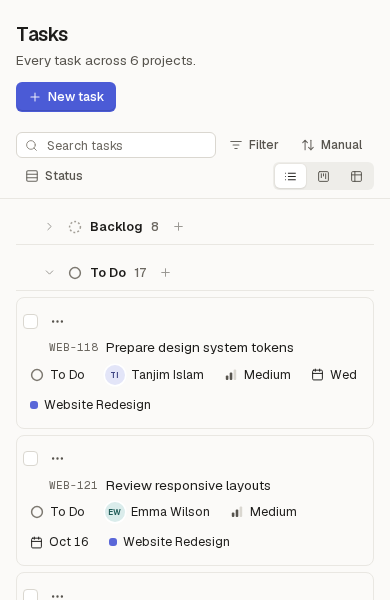 Tasks
Every task across 6 projects.
New task
Search tasks
Filter
Manual
Status
Backlog 8
To Do 17
WEB-118 Prepare design system tokens
To Do TI Tanjim Islam Medium Wed
Website Redesign
WEB-121 Review responsive layouts
To Do EW Emma Wilson Medium
Oct 16 Website Redesign